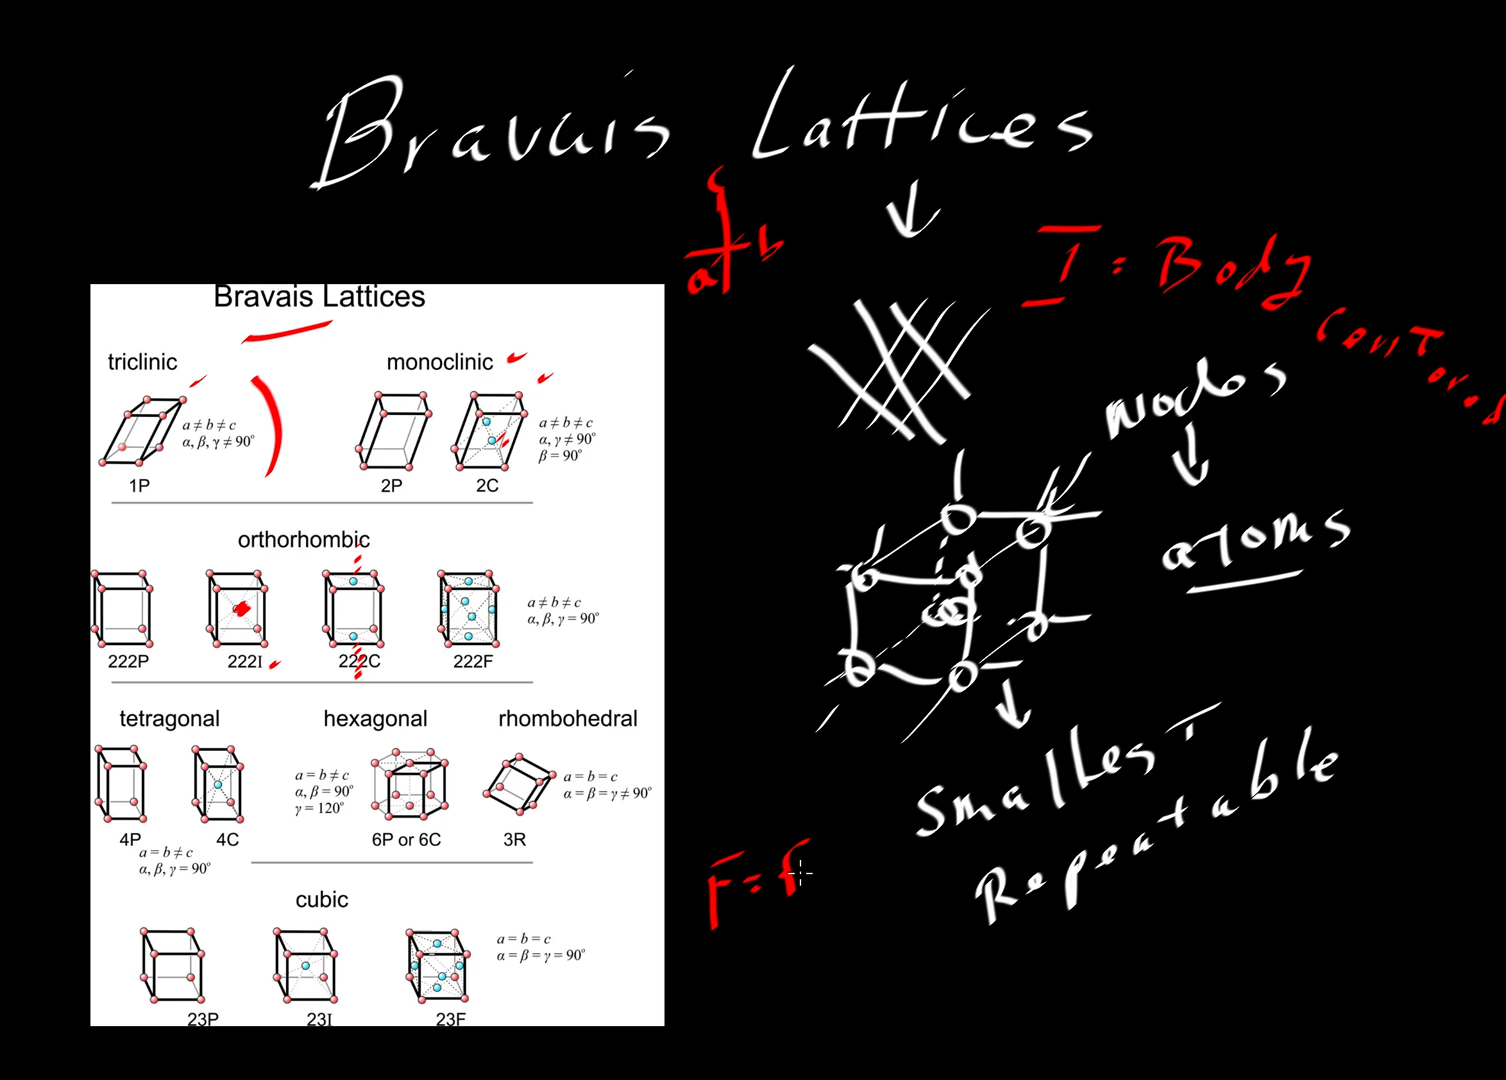 Bravais Lattices
c
a b
I = Body
Centered
nodes
atoms
Smallest
Repeatable
F = f
Bravais Lattices
triclinic
a ≠ b ≠ c
α, β, γ ≠ 90°
1P
monoclinic
a ≠ b ≠ c
α, γ ≠ 90°
β = 90°
2P 2C
orthorhombic
a ≠ b ≠ c
α, β, γ = 90°
222P 222I 222C 222F
tetragonal hexagonal rhombohedral
a = b ≠ c
α, β = 90°
γ = 120°
a = b = c
α = β = γ ≠ 90°
4P 4C 6P or 6C 3R
a = b ≠ c
α, β, γ = 90°
cubic
a = b = c
α = β = γ = 90°
23P 23I 23F